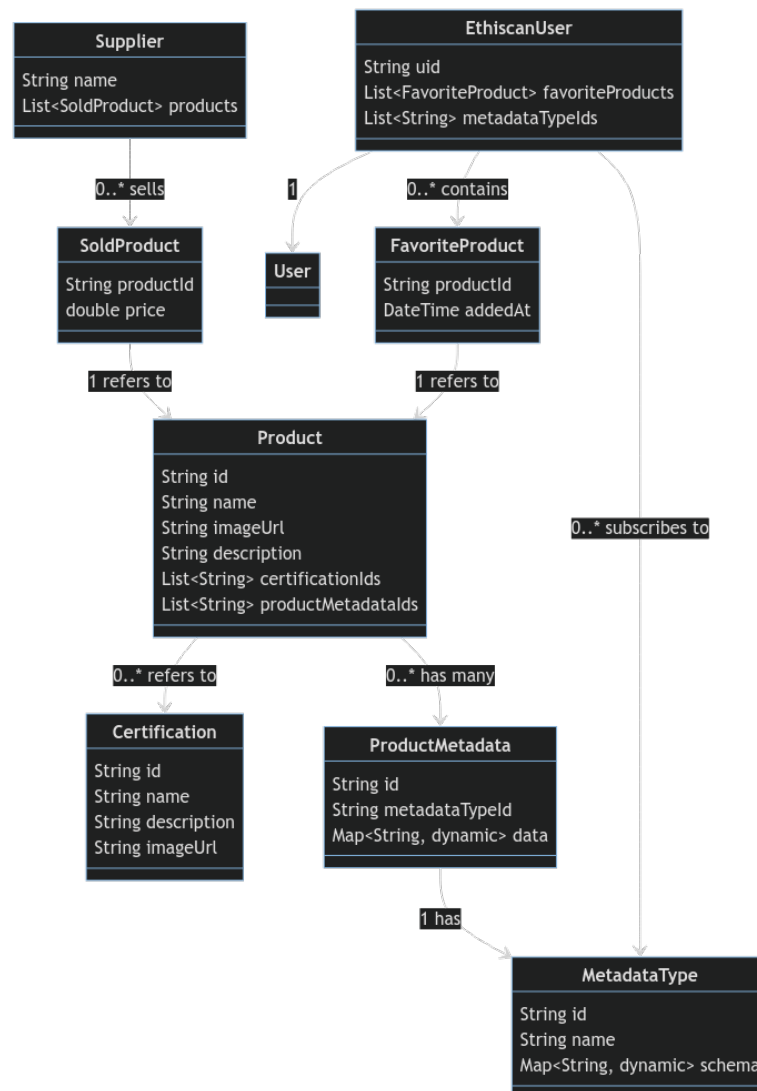 Supplier
String name
List<SoldProduct> products
EthiscanUser
String uid
List<FavoriteProduct> favoriteProducts
List<String> metadataTypeIds
0..* sells
1
0..* contains
SoldProduct
String productId
double price
User
FavoriteProduct
String productId
DateTime addedAt
1 refers to
1 refers to
Product
String id
String name
String imageUrl
String description
List<String> certificationIds
List<String> productMetadataIds
0..* subscribes to
0..* refers to
0..* has many
Certification
String id
String name
String description
String imageUrl
ProductMetadata
String id
String metadataTypeId
Map<String, dynamic> data
1 has
MetadataType
String id
String name
Map<String, dynamic> schema